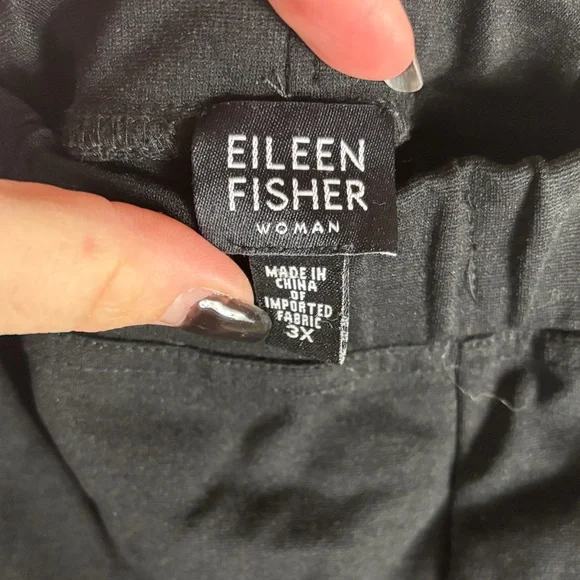 EILEEN
FISHER
WOMAN
MADE IN
CHINA
OF
IMPORTED
FABRIC
3X